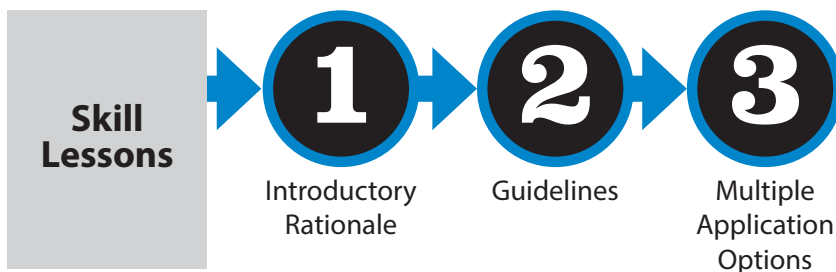 Skill
Lessons
1
2
3
Introductory
Rationale
Guidelines
Multiple
Application
Options